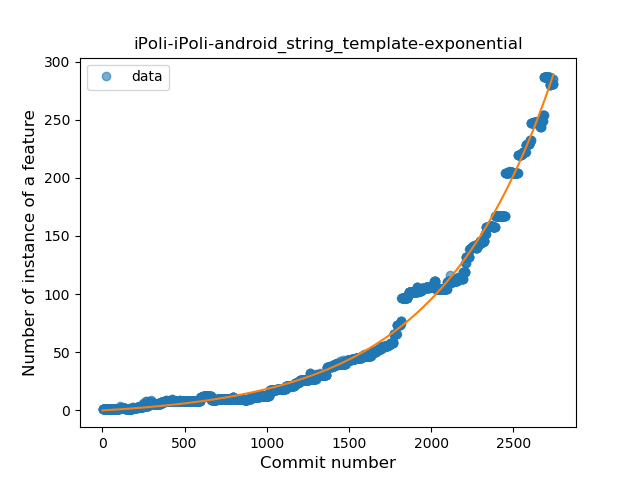 iPoli-iPoli-android_string_template-exponential
data
Number of instance of a feature
300
250
200
150
100
50
0
0 500 1000 1500 2000 2500
Commit number